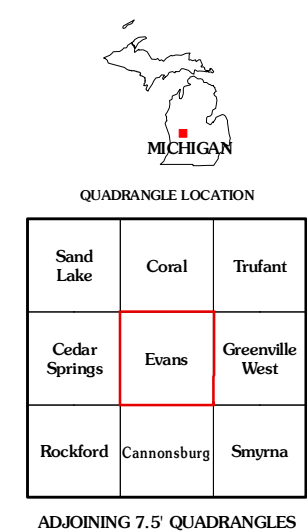 MICHIGAN
QUADRANGLE LOCATION
Sand
Lake
Coral
Trufant
Cedar
Springs
Evans
Greenville
West
Rockford
Cannonsburg
Smyrna
ADJOINING 7.5' QUADRANGLES